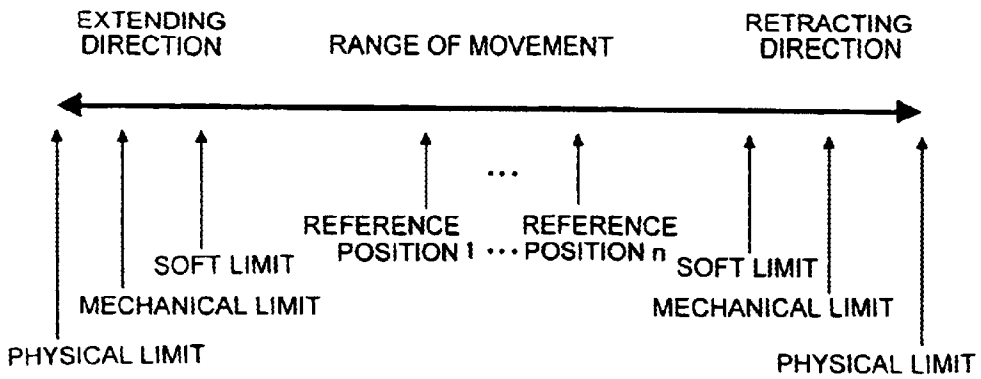 EXTENDING
DIRECTION
RANGE OF MOVEMENT
RETRACTING
DIRECTION
...
REFERENCE
POSITION 1
...
REFERENCE
POSITION n
SOFT LIMIT
SOFT LIMIT
MECHANICAL LIMIT
MECHANICAL LIMIT
PHYSICAL LIMIT
PHYSICAL LIMIT